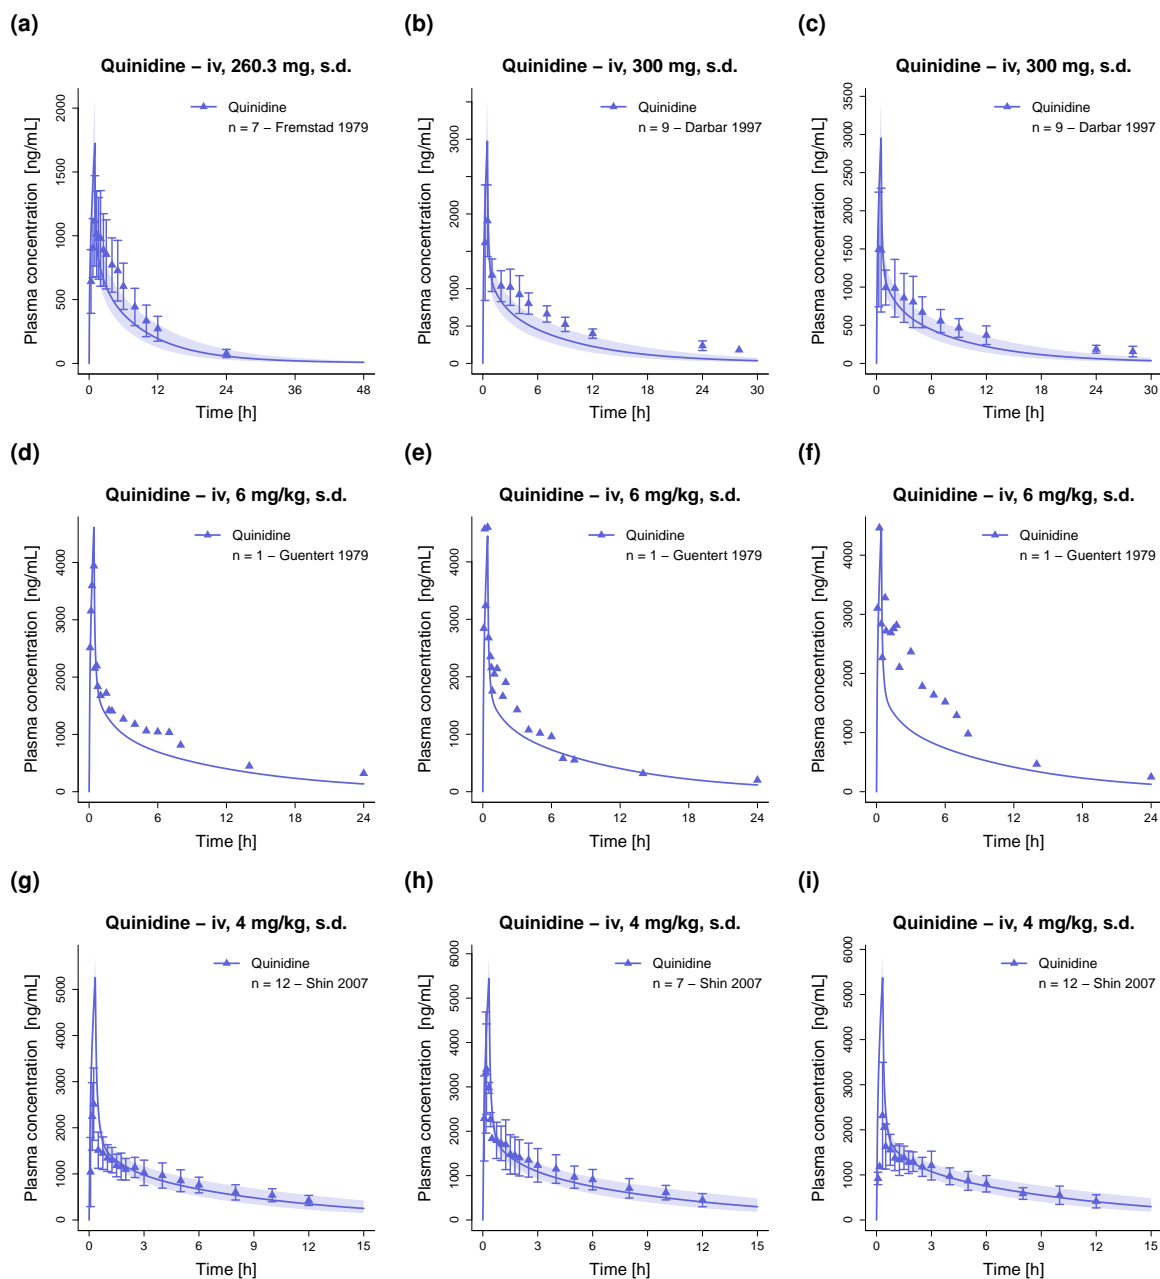 (a)
(b)
(c)
Quinidine − iv, 260.3 mg, s.d.
Quinidine − iv, 300 mg, s.d.
Quinidine − iv, 300 mg, s.d.
Quinidine
n = 7 − Fremstad 1979
Quinidine
n = 9 − Darbar 1997
Quinidine
n = 9 − Darbar 1997
Plasma concentration [ng/mL]
0
500
1000
1500
2000
0 12 24 36 48
Time [h]
Plasma concentration [ng/mL]
0
500
1000
2000
3000
0 6 12 18 24 30
Time [h]
Plasma concentration [ng/mL]
0
500
1000
1500
2000
2500
3000
3500
0 6 12 18 24 30
Time [h]
(d)
(e)
(f)
Quinidine − iv, 6 mg/kg, s.d.
Quinidine − iv, 6 mg/kg, s.d.
Quinidine − iv, 6 mg/kg, s.d.
Quinidine
n = 1 − Guentert 1979
Quinidine
n = 1 − Guentert 1979
Quinidine
n = 1 − Guentert 1979
Plasma concentration [ng/mL]
0
1000
2000
3000
4000
0 6 12 18 24
Time [h]
Plasma concentration [ng/mL]
0
1000
2000
3000
4000
0 6 12 18 24
Time [h]
Plasma concentration [ng/mL]
0
1000
2000
3000
4000
0 6 12 18 24
Time [h]
(g)
(h)
(i)
Quinidine − iv, 4 mg/kg, s.d.
Quinidine − iv, 4 mg/kg, s.d.
Quinidine − iv, 4 mg/kg, s.d.
Quinidine
n = 12 − Shin 2007
Quinidine
n = 7 − Shin 2007
Quinidine
n = 12 − Shin 2007
Plasma concentration [ng/mL]
0
1000
2000
3000
4000
5000
0 3 6 9 12 15
Time [h]
Plasma concentration [ng/mL]
0
1000
2000
3000
4000
5000
6000
0 3 6 9 12 15
Time [h]
Plasma concentration [ng/mL]
0
1000
2000
3000
4000
5000
6000
0 3 6 9 12 15
Time [h]